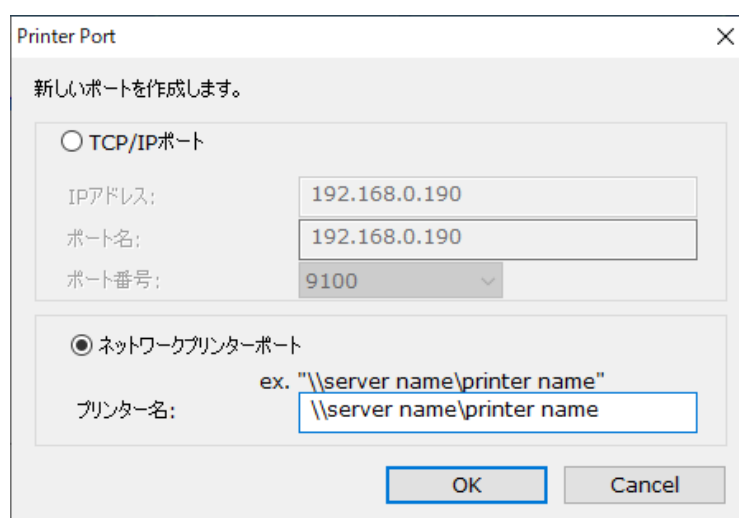 Printer Port
新しいポートを作成します。
TCP/IPポート
IPアドレス: 192.168.0.190
ポート名: 192.168.0.190
ポート番号: 9100
ネットワークプリンターポート
ex. "\\server name\printer name"
プリンター名: \\server name\printer name
OK Cancel